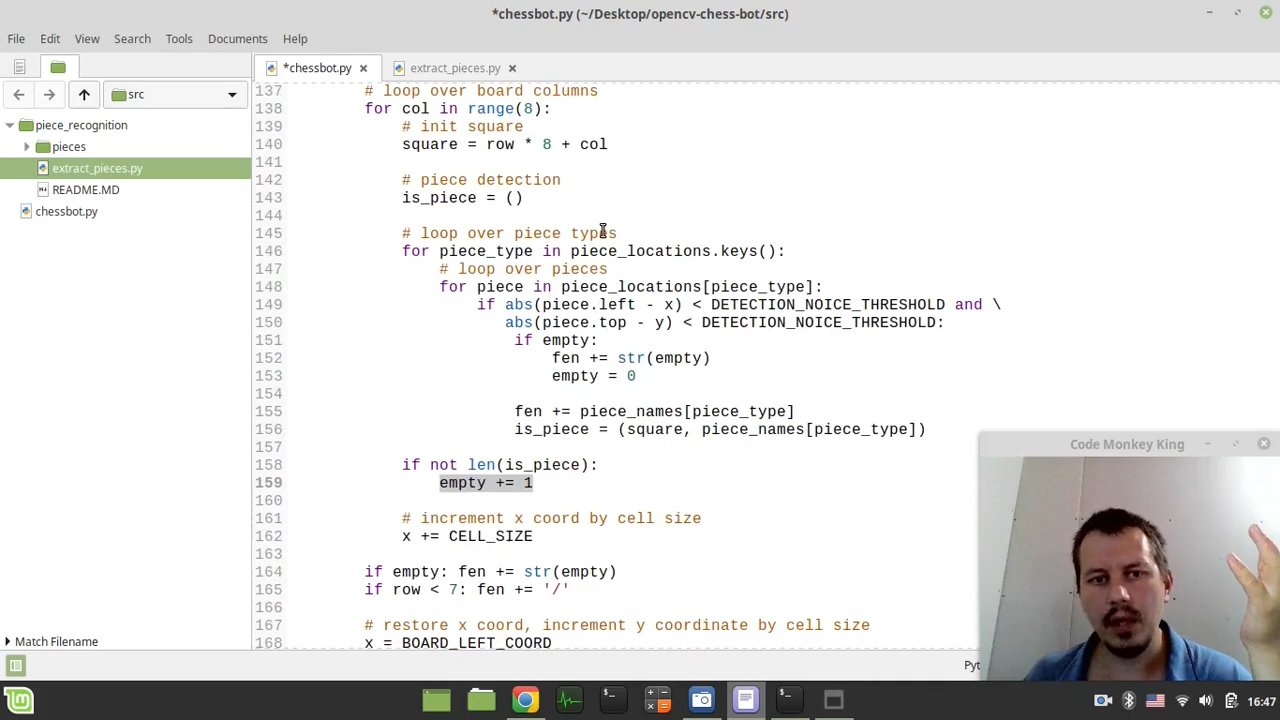 *chessbot.py (~/Desktop/opencv-chess-bot/src)
File Edit View Search Tools Documents Help
*chessbot.py
extract_pieces.py
src
piece_recognition
pieces
extract_pieces.py
README.MD
chessbot.py
Match Filename
137 # loop over board columns
138 for col in range(8):
139 # init square
140 square = row * 8 + col
141
142 # piece detection
143 is_piece = ()
144
145 # loop over piece types
146 for piece_type in piece_locations.keys():
147 # loop over pieces
148 for piece in piece_locations[piece_type]:
149 if abs(piece.left - x) < DETECTION_NOICE_THRESHOLD and \
150 abs(piece.top - y) < DETECTION_NOICE_THRESHOLD:
151 if empty:
152 fen += str(empty)
153 empty = 0
154
155 fen += piece_names[piece_type]
156 is_piece = (square, piece_names[piece_type])
157
158 if not len(is_piece):
159 empty += 1
160
161 # increment x coord by cell size
162 x += CELL_SIZE
163
164 if empty: fen += str(empty)
165 if row < 7: fen += '/'
166
167 # restore x coord, increment y coordinate by cell size
168 x = BOARD_LEFT_COORD
Code Monkey King
Pyt
16:47